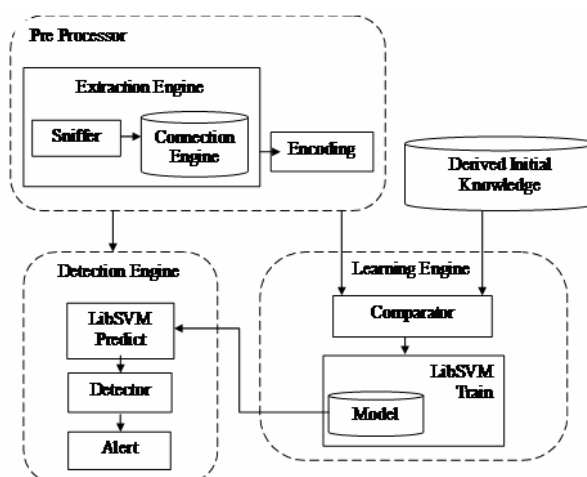 Pre Processor
Extraction Engine
Sniffer
Connection
Engine
Encoding
Derived Initial
Knowledge
Detection Engine
Learning Engine
LibSVM
Predict
Comparator
Detector
LibSVM
Train
Model
Alert